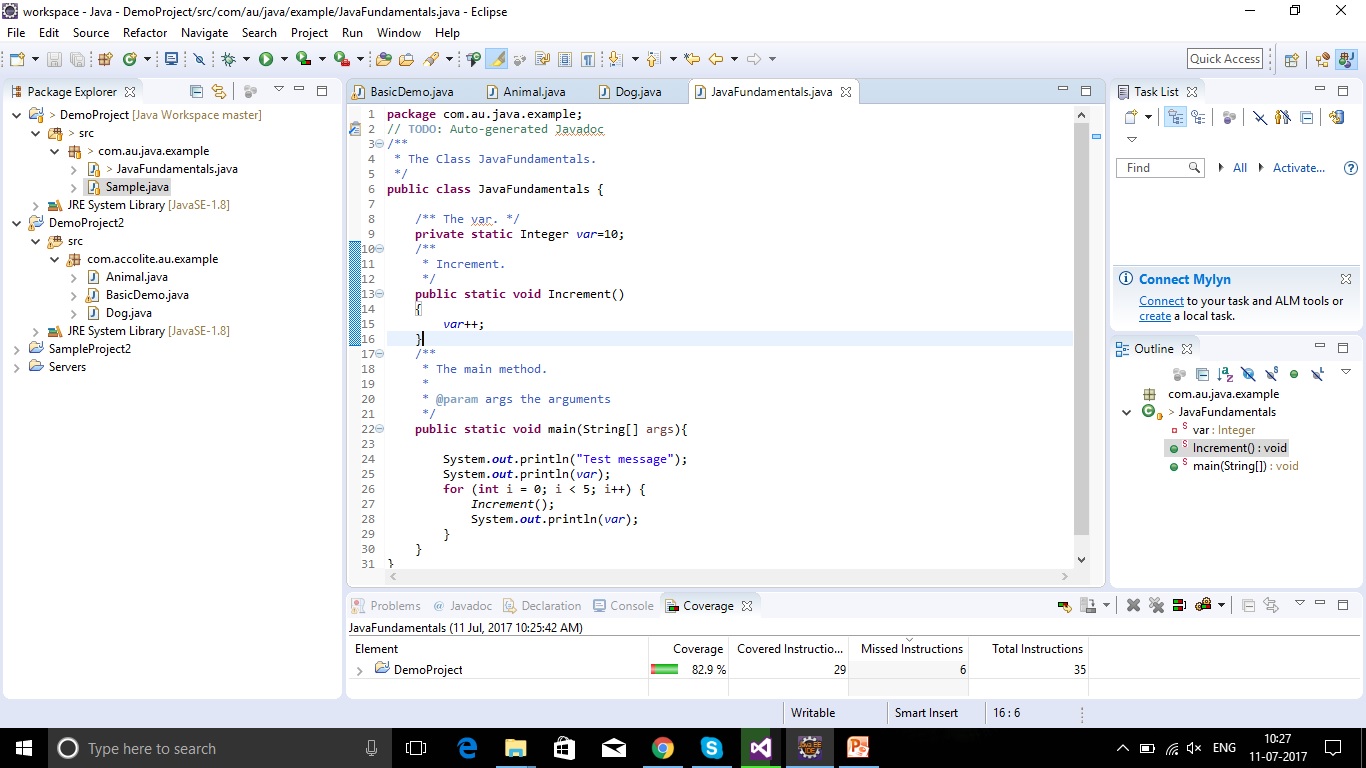 workspace - Java - DemoProject/src/com/au/java/example/JavaFundamentals.java - Eclipse
File Edit Source Refactor Navigate Search Project Run Window Help
Quick Access
Package Explorer
> DemoProject [Java Workspace master]
> src
> com.au.java.example
> JavaFundamentals.java
Sample.java
JRE System Library [JavaSE-1.8]
DemoProject2
src
com.accolite.au.example
Animal.java
BasicDemo.java
Dog.java
JRE System Library [JavaSE-1.8]
SampleProject2
Servers
BasicDemo.java Animal.java Dog.java JavaFundamentals.java
1 package com.au.java.example;
2 // TODO: Auto-generated Javadoc
3 /**
4 * The Class JavaFundamentals.
5 */
6 public class JavaFundamentals {
7
8 /** The var. */
9 private static Integer var=10;
10 /**
11 * Increment.
12 */
13 public static void Increment()
14 {
15 var++;
16 }
17 /**
18 * The main method.
19 *
20 * @param args the arguments
21 */
22 public static void main(String[] args){
23
24 System.out.println("Test message");
25 System.out.println(var);
26 for (int i = 0; i < 5; i++) {
27 Increment();
28 System.out.println(var);
29 }
30 }
31 }
Task List
Find All Activate...
Connect Mylyn
Connect to your task and ALM tools or
create a local task.
Outline
com.au.java.example
> JavaFundamentals
var : Integer
Increment() : void
main(String[]) : void
Problems @ Javadoc Declaration Console Coverage
JavaFundamentals (11 Jul, 2017 10:25:42 AM)
Element Coverage Covered Instructio... Missed Instructions Total Instructions
DemoProject 82.9 % 29 6 35
Writable Smart Insert 16 : 6
Type here to search
ENG
10:27
11-07-2017